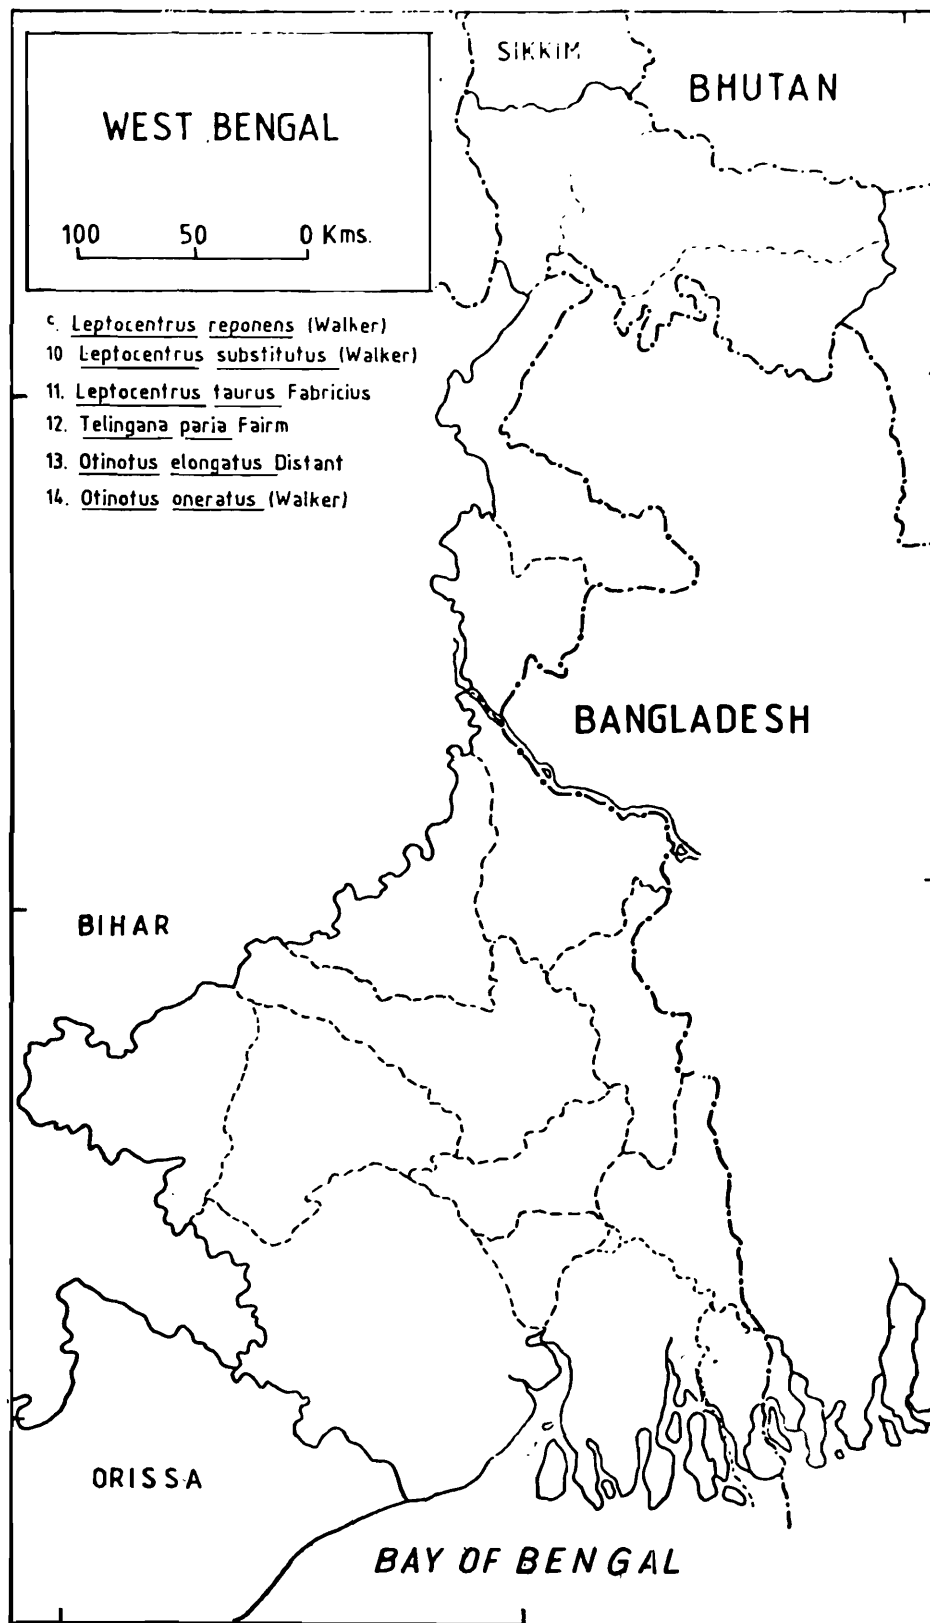 SIKKIM
BHUTAN
WEST BENGAL
100 50 0 Kms.
c. Leptocentrus reponens (Walker)
10 Leptocentrus substitutus (Walker)
11. Leptocentrus taurus Fabricius
12. Telingana paria Fairm
13. Otinotus elongatus Distant
14. Otinotus oneratus (Walker)
BANGLADESH
BIHAR
ORISSA
BAY OF BENGAL